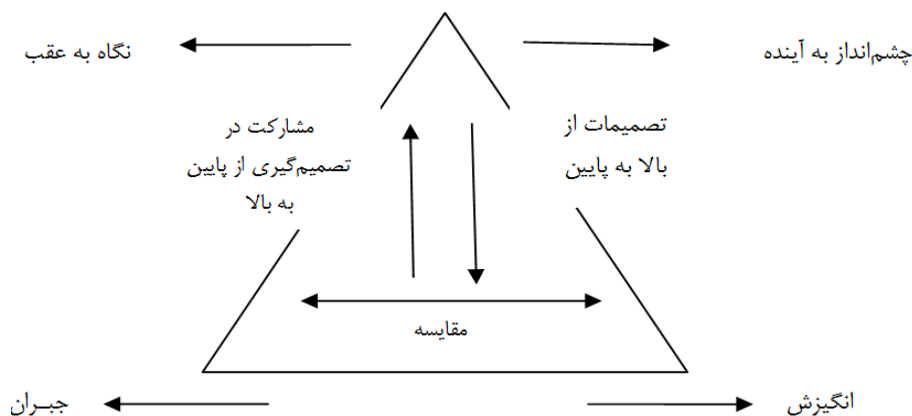 چشم‌انداز به آینده
نگاه به عقب
تصمیمات از
بالا به پایین
مشارکت در
تصمیم‌گیری از پایین
به بالا
مقایسه
انگیزش
جبـران